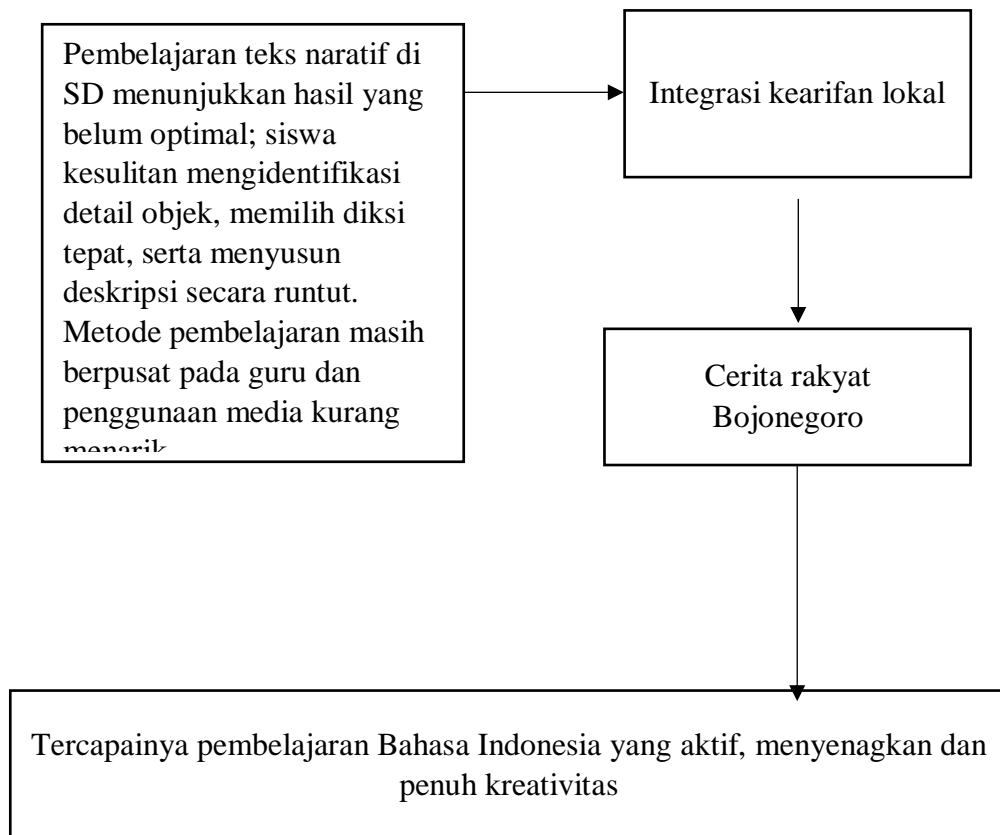 Pembelajaran teks naratif di
SD menunjukkan hasil yang
belum optimal; siswa
kesulitan mengidentifikasi
detail objek, memilih diksi
tepat, serta menyusun
deskripsi secara runtut.
Metode pembelajaran masih
berpusat pada guru dan
penggunaan media kurang
menarik
Integrasi kearifan lokal
Cerita rakyat
Bojonegoro
Tercapainya pembelajaran Bahasa Indonesia yang aktif, menyenagkan dan
penuh kreativitas